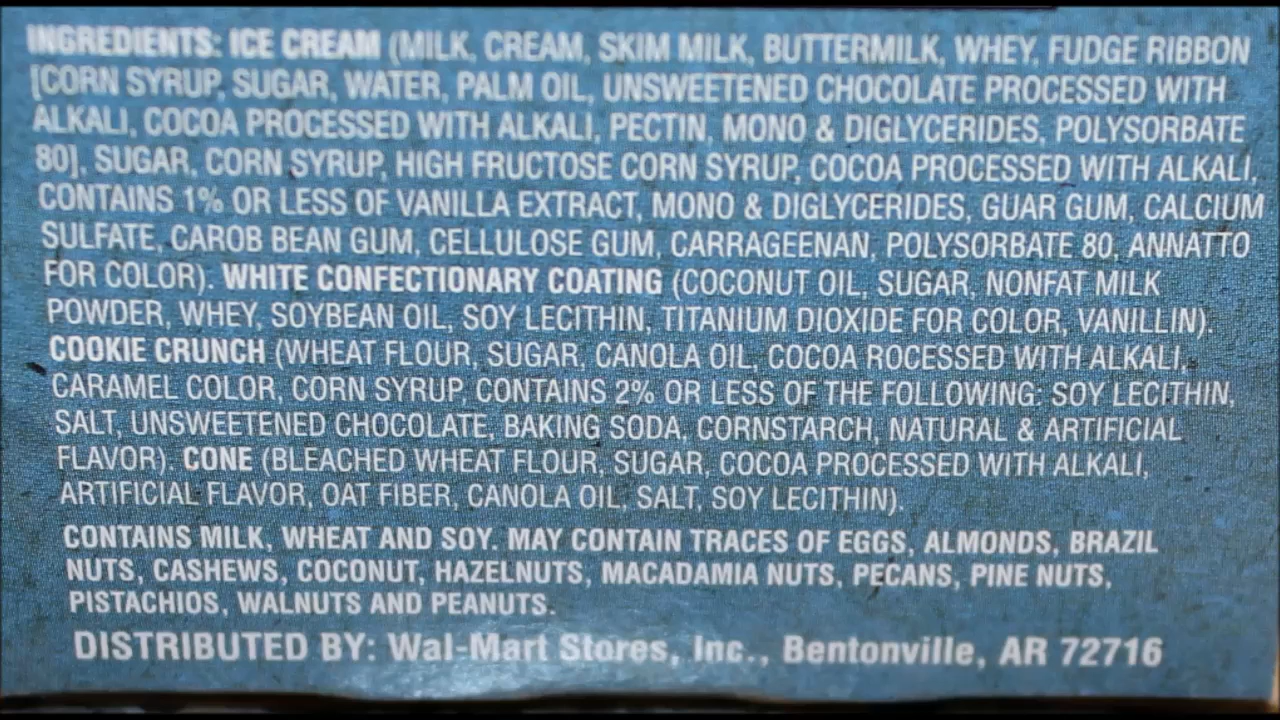 INGREDIENTS: ICE CREAM (MILK, CREAM, SKIM MILK, BUTTERMILK, WHEY, FUDGE RIBBON
[CORN SYRUP, SUGAR, WATER, PALM OIL, UNSWEETENED CHOCOLATE PROCESSED WITH
ALKALI, COCOA PROCESSED WITH ALKALI, PECTIN, MONO & DIGLYCERIDES, POLYSORBATE
80], SUGAR, CORN SYRUP, HIGH FRUCTOSE CORN SYRUP, COCOA PROCESSED WITH ALKALI,
CONTAINS 1% OR LESS OF VANILLA EXTRACT, MONO & DIGLYCERIDES, GUAR GUM, CALCIUM
SULFATE, CAROB BEAN GUM, CELLULOSE GUM, CARRAGEENAN, POLYSORBATE 80, ANNATTO
FOR COLOR). WHITE CONFECTIONARY COATING (COCONUT OIL, SUGAR, NONFAT MILK
POWDER, WHEY, SOYBEAN OIL, SOY LECITHIN, TITANIUM DIOXIDE FOR COLOR, VANILLIN).
COOKIE CRUNCH (WHEAT FLOUR, SUGAR, CANOLA OIL, COCOA ROCESSED WITH ALKALI,
CARAMEL COLOR, CORN SYRUP, CONTAINS 2% OR LESS OF THE FOLLOWING: SOY LECITHIN,
SALT, UNSWEETENED CHOCOLATE, BAKING SODA, CORNSTARCH, NATURAL & ARTIFICIAL
FLAVOR). CONE (BLEACHED WHEAT FLOUR, SUGAR, COCOA PROCESSED WITH ALKALI,
ARTIFICIAL FLAVOR, OAT FIBER, CANOLA OIL, SALT, SOY LECITHIN).
CONTAINS MILK, WHEAT AND SOY. MAY CONTAIN TRACES OF EGGS, ALMONDS, BRAZIL
NUTS, CASHEWS, COCONUT, HAZELNUTS, MACADAMIA NUTS, PECANS, PINE NUTS,
PISTACHIOS, WALNUTS AND PEANUTS.
DISTRIBUTED BY: Wal-Mart Stores, Inc., Bentonville, AR 72716